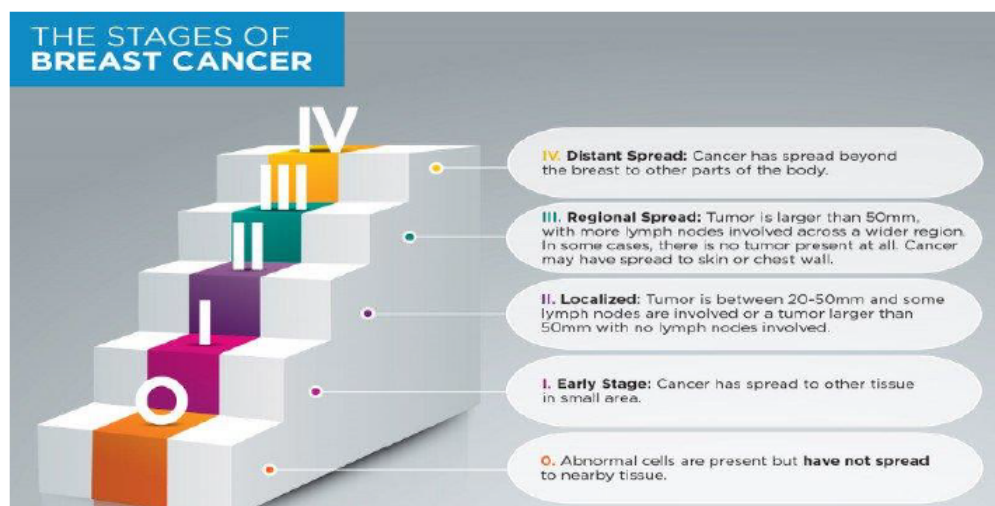 THE STAGES OF
BREAST CANCER
IV
III
II
I
0
IV. Distant Spread: Cancer has spread beyond
the breast to other parts of the body.
III. Regional Spread: Tumor is larger than 50mm,
with more lymph nodes involved across a wider region.
In some cases, there is no tumor present at all. Cancer
may have spread to skin or chest wall.
II. Localized: Tumor is between 20-50mm and some
lymph nodes are involved or a tumor larger than
50mm with no lymph nodes involved.
I. Early Stage: Cancer has spread to other tissue
in small area.
0. Abnormal cells are present but have not spread
to nearby tissue.